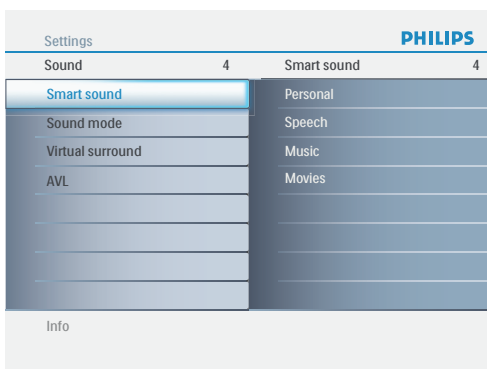 Settings PHILIPS
Sound 4 Smart sound 4
Smart sound Personal
Sound mode Speech
Virtual surround Music
AVL Movies
Info